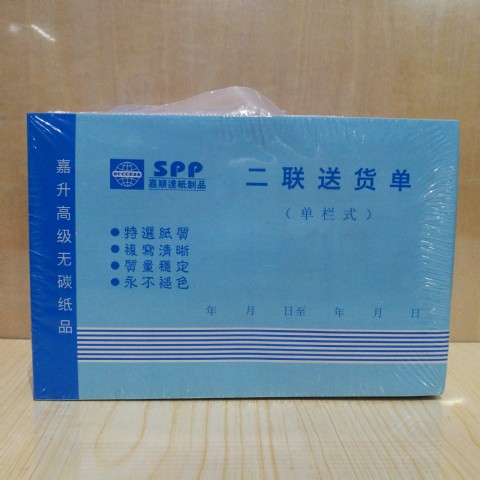 嘉升高级无碳纸品
SPP
嘉順達紙制品
二联送货单
（单栏式）
●特選紙質
●複寫清晰
●質量穩定
●永不褪色
年 月 日至 年 月 日